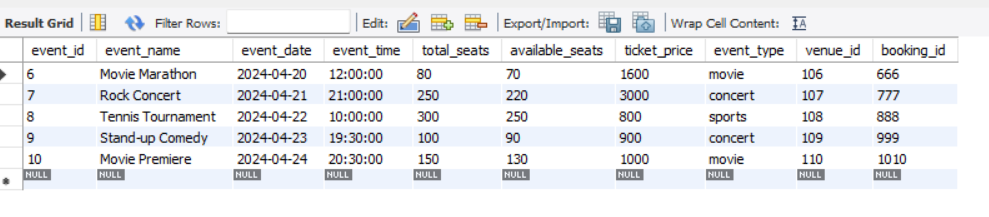 Result Grid Filter Rows: Edit: Export/Import: Wrap Cell Content: IA
event_id event_name event_date event_time total_seats available_seats ticket_price event_type venue_id booking_id
6 Movie Marathon 2024-04-20 12:00:00 80 70 1600 movie 106 666
7 Rock Concert 2024-04-21 21:00:00 250 220 3000 concert 107 777
8 Tennis Tournament 2024-04-22 10:00:00 300 250 800 sports 108 888
9 Stand-up Comedy 2024-04-23 19:30:00 100 90 900 concert 109 999
10 Movie Premiere 2024-04-24 20:30:00 150 130 1000 movie 110 1010
NULL NULL NULL NULL NULL NULL NULL NULL NULL NULL